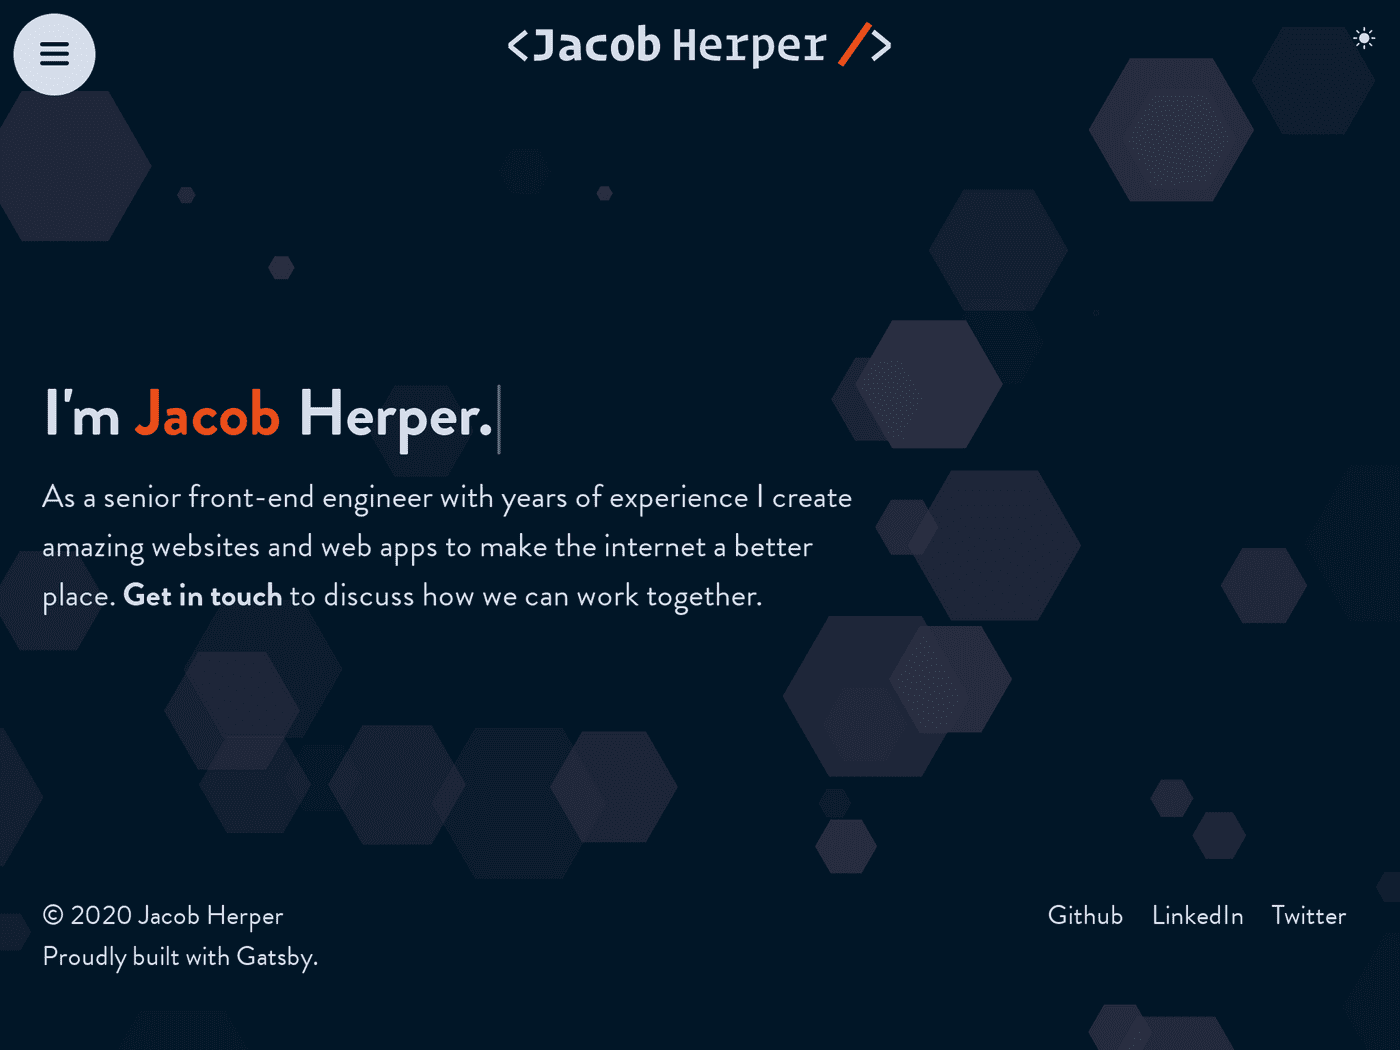 <Jacob Herper />
I'm Jacob Herper.
As a senior front-end engineer with years of experience I create
amazing websites and web apps to make the internet a better
place. Get in touch to discuss how we can work together.
© 2020 Jacob Herper
Github LinkedIn Twitter
Proudly built with Gatsby.